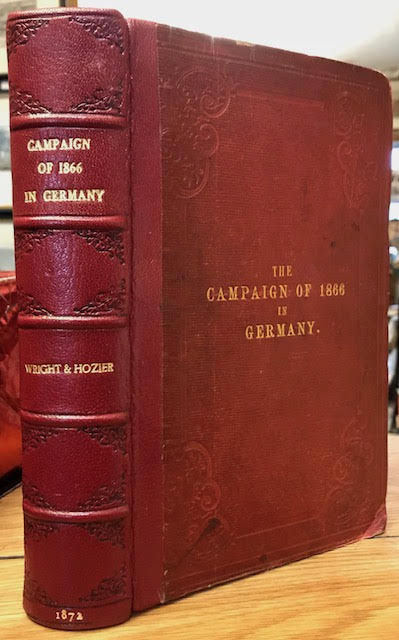 CAMPAIGN
OF 1866
IN GERMANY
WRIGHT & HOZIER
1872
THE
CAMPAIGN OF 1866
IN
GERMANY.